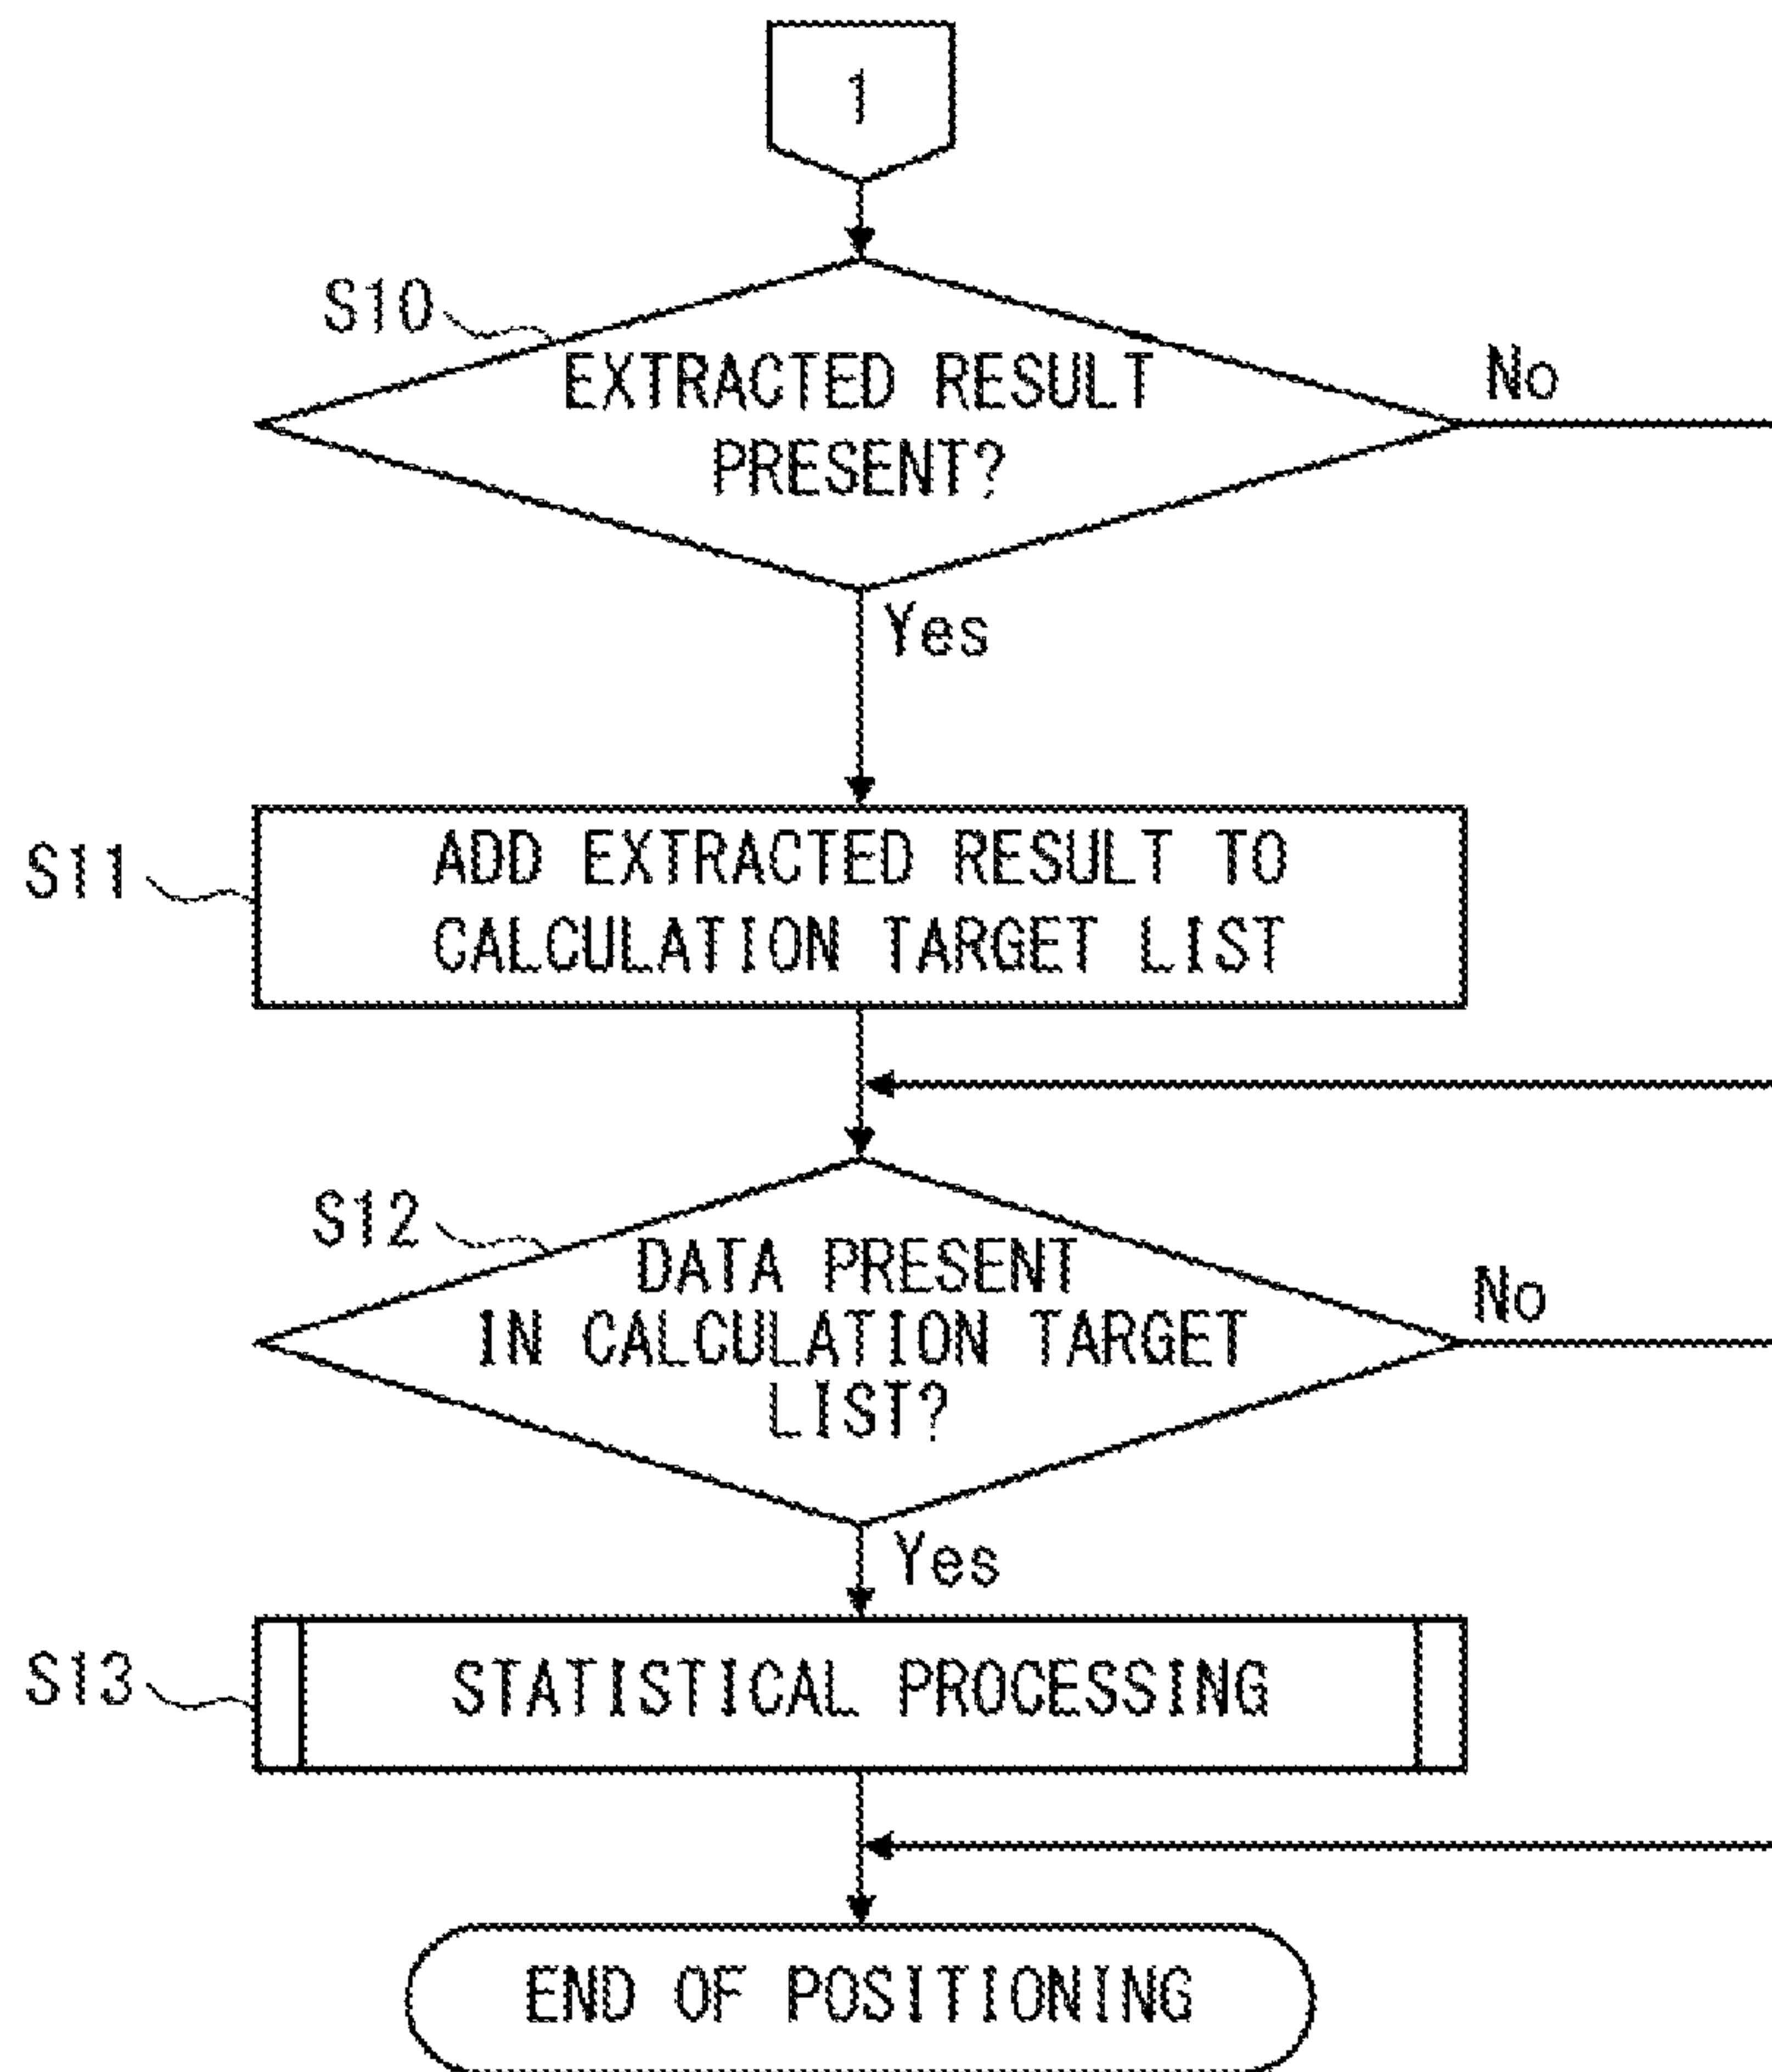 1
S10
EXTRACTED RESULT
PRESENT?
No
Yes
S11
ADD EXTRACTED RESULT TO
CALCULATION TARGET LIST
S12
DATA PRESENT
IN CALCULATION TARGET
LIST?
No
Yes
S13
STATISTICAL PROCESSING
END OF POSITIONING